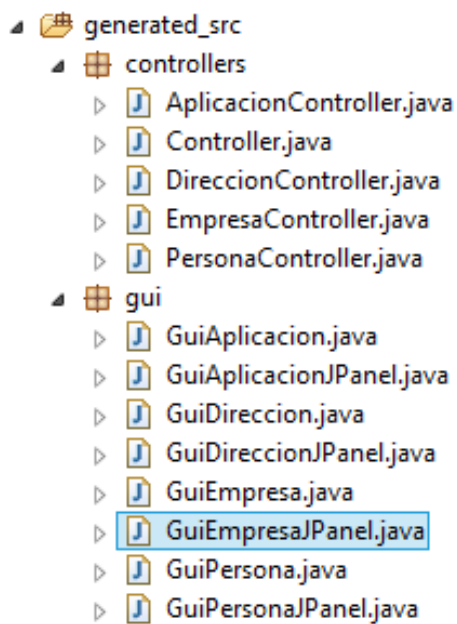 generated_src
controllers
AplicacionController.java
Controller.java
DireccionController.java
EmpresaController.java
PersonaController.java
gui
GuiAplicacion.java
GuiAplicacionJPanel.java
GuiDireccion.java
GuiDireccionJPanel.java
GuiEmpresa.java
GuiEmpresaJPanel.java
GuiPersona.java
GuiPersonaJPanel.java